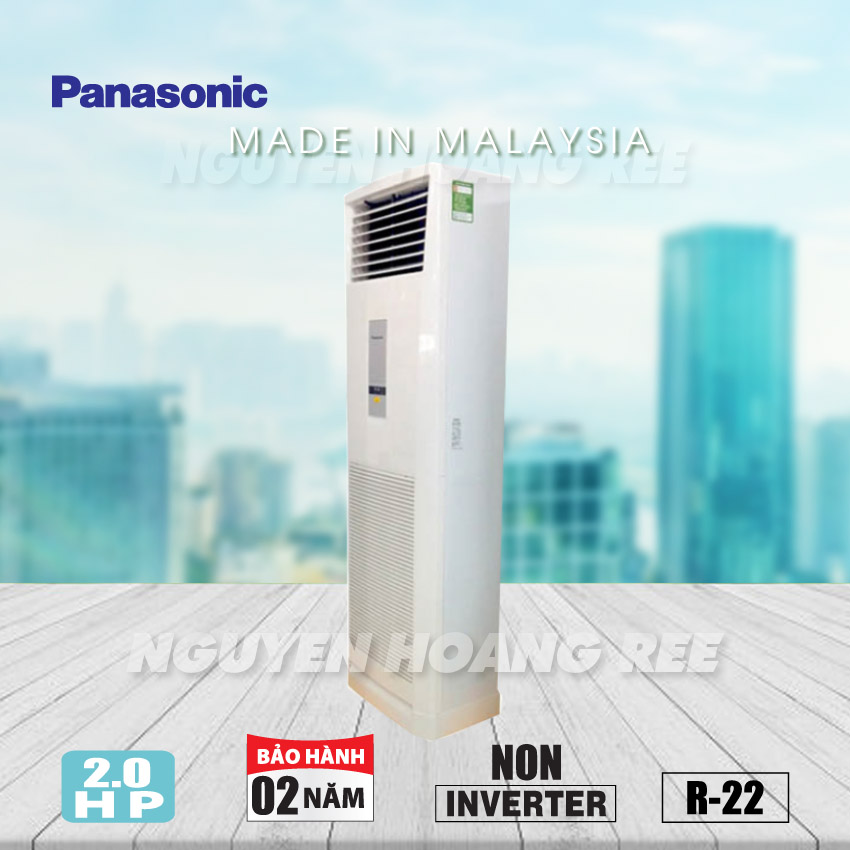 Panasonic
MADE IN MALAYSIA
NGUYEN HOANG REE
Panasonic
NGUYEN HOANG REE
2.0
HP
BẢO HÀNH
02 NĂM
NON
INVERTER
R-22